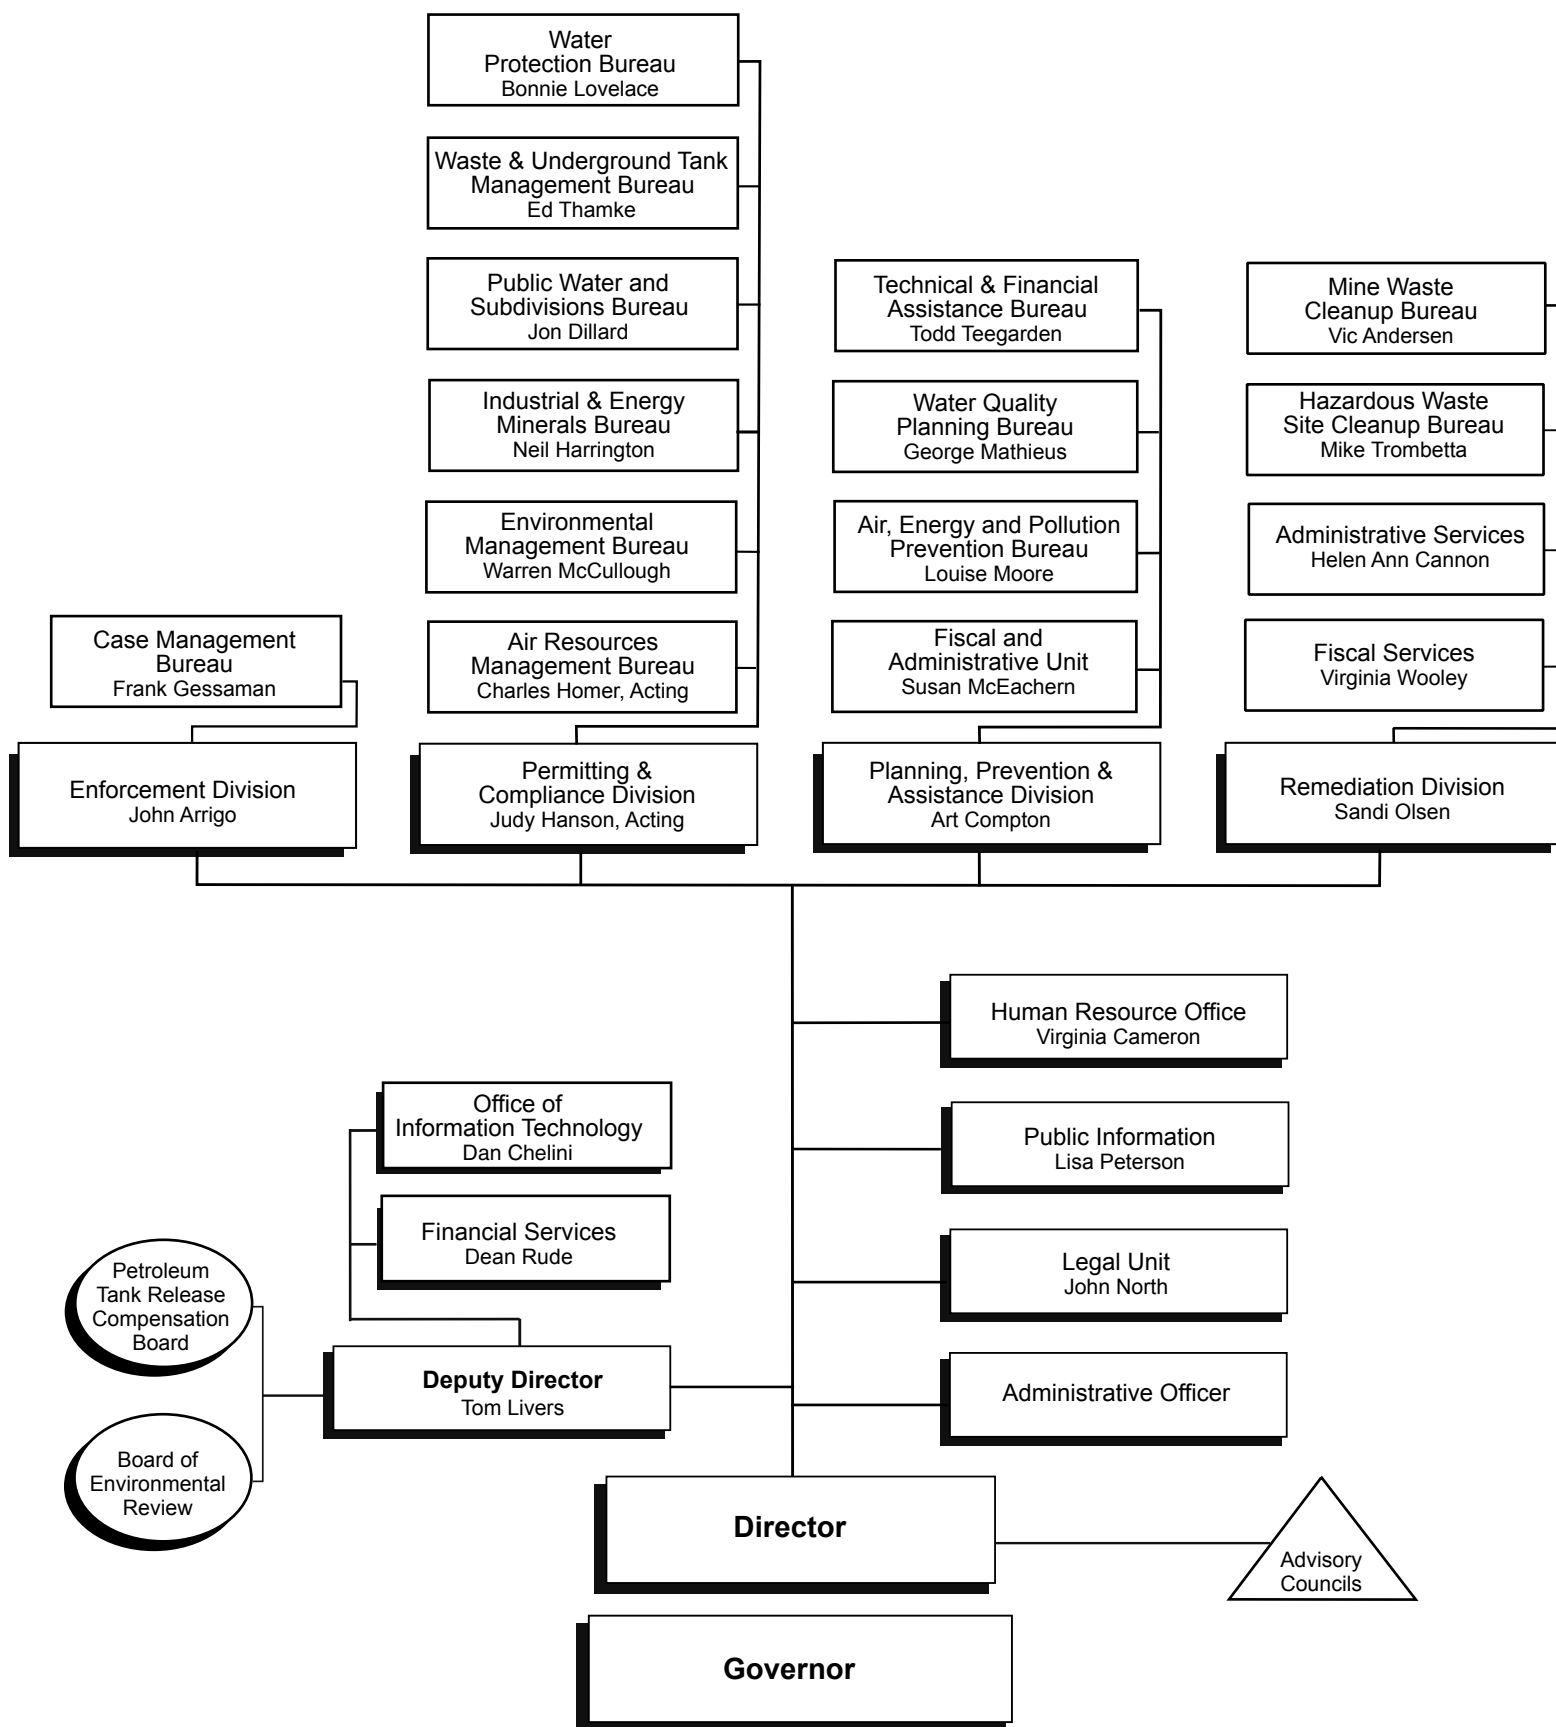 Water
Protection Bureau
Bonnie Lovelace
Waste & Underground Tank
Management Bureau
Ed Thamke
Public Water and
Subdivisions Bureau
Jon Dillard
Industrial & Energy
Minerals Bureau
Neil Harrington
Environmental
Management Bureau
Warren McCullough
Air Resources
Management Bureau
Charles Homer, Acting
Technical & Financial
Assistance Bureau
Todd Teegarden
Water Quality
Planning Bureau
George Mathieus
Air, Energy and Pollution
Prevention Bureau
Louise Moore
Fiscal and
Administrative Unit
Susan McEachern
Mine Waste
Cleanup Bureau
Vic Andersen
Hazardous Waste
Site Cleanup Bureau
Mike Trombetta
Administrative Services
Helen Ann Cannon
Fiscal Services
Virginia Wooley
Case Management
Bureau
Frank Gessaman
Enforcement Division
John Arrigo
Permitting &
Compliance Division
Judy Hanson, Acting
Planning, Prevention &
Assistance Division
Art Compton
Remediation Division
Sandi Olsen
Human Resource Office
Virginia Cameron
Public Information
Lisa Peterson
Legal Unit
John North
Administrative Officer
Office of
Information Technology
Dan Chelini
Financial Services
Dean Rude
Petroleum
Tank Release
Compensation
Board
Board of
Environmental
Review
Deputy Director
Tom Livers
Director
Advisory
Councils
Governor